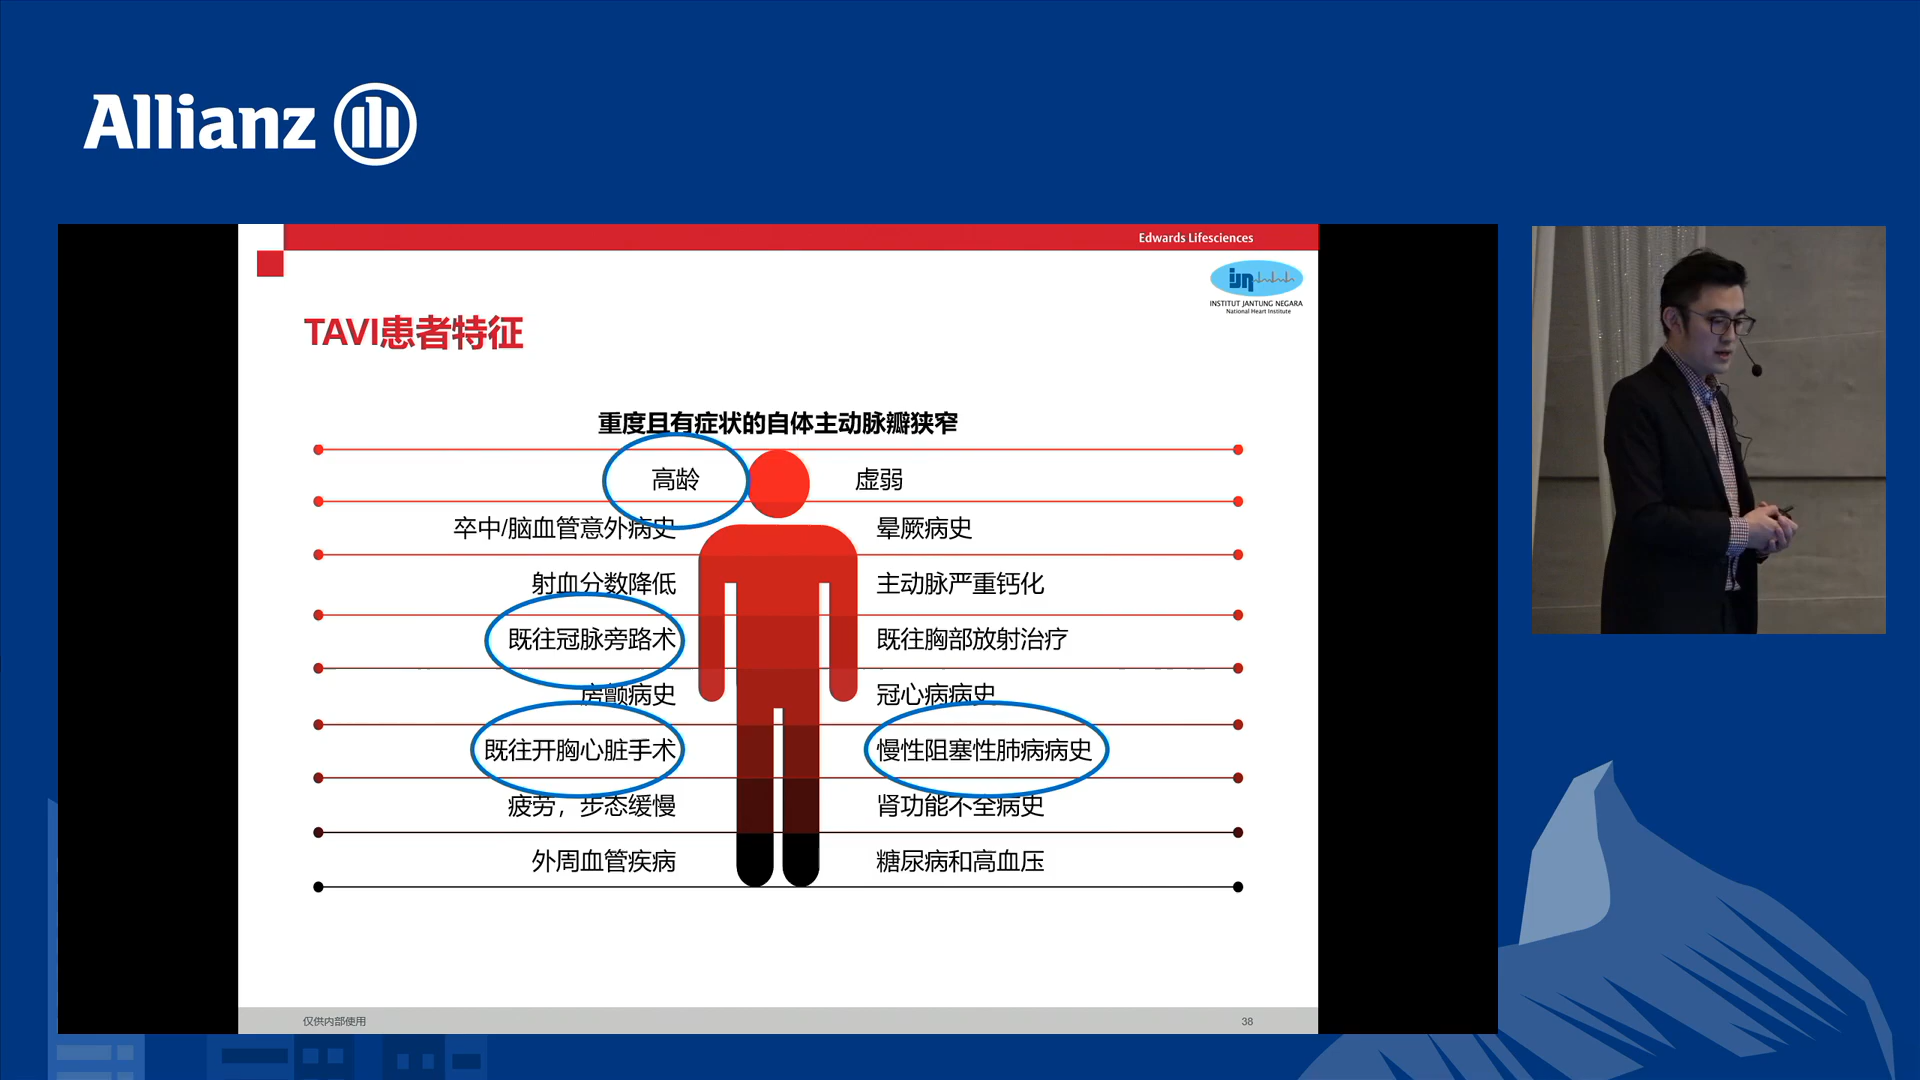 Allianz
Edwards Lifesciences
ijn
INSTITUT JANTUNG NEGARA
National Heart Institute
TAVI患者特征
重度且有症状的自体主动脉瓣狭窄
高龄 虚弱
卒中/脑血管意外病史 晕厥病史
射血分数降低 主动脉严重钙化
既往冠脉旁路术 既往胸部放射治疗
房颤病史 冠心病病史
既往开胸心脏手术 慢性阻塞性肺病病史
疲劳，步态缓慢 肾功能不全病史
外周血管疾病 糖尿病和高血压
仅供内部使用 38